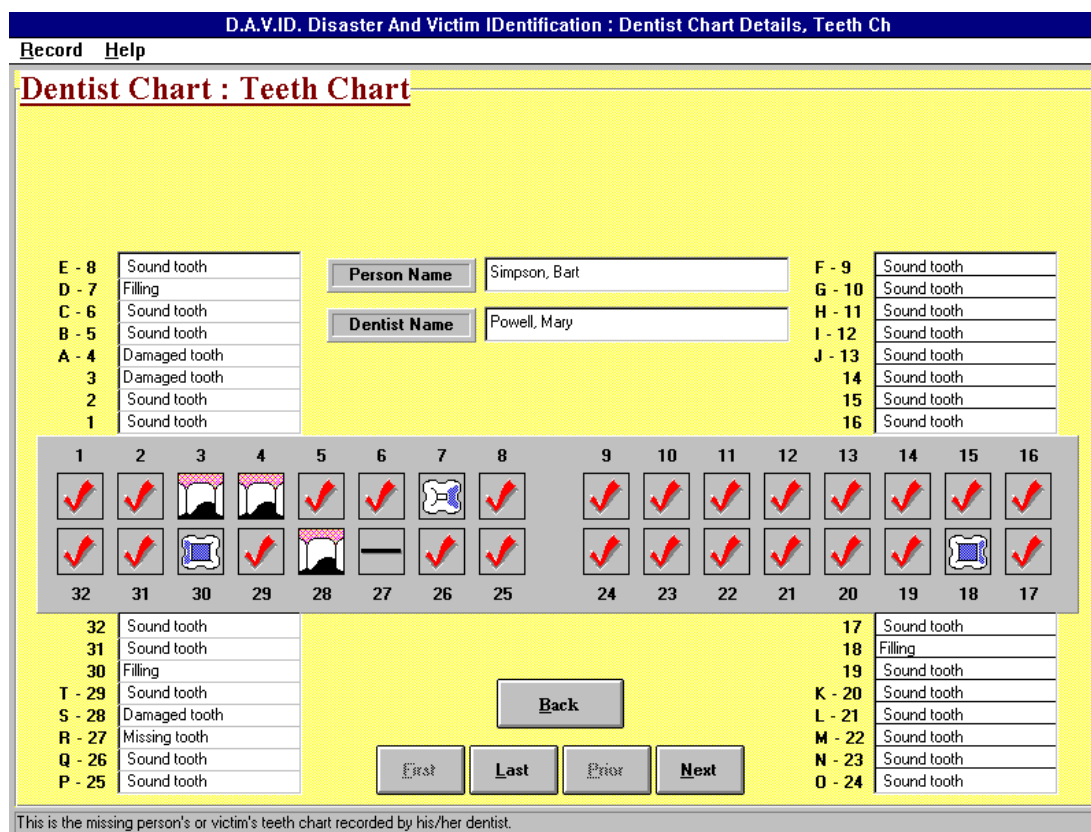 D.A.V.ID. Disaster And Victim IDentification : Dentist Chart Details, Teeth Ch
Record Help
Dentist Chart : Teeth Chart
E - 8 Sound tooth
D - 7 Filling
C - 6 Sound tooth
B - 5 Sound tooth
A - 4 Damaged tooth
3 Damaged tooth
2 Sound tooth
1 Sound tooth
Person Name Simpson, Bart
Dentist Name Powell, Mary
F - 9 Sound tooth
G - 10 Sound tooth
H - 11 Sound tooth
I - 12 Sound tooth
J - 13 Sound tooth
14 Sound tooth
15 Sound tooth
16 Sound tooth
1 2 3 4 5 6 7 8 9 10 11 12 13 14 15 16
32 31 30 29 28 27 26 25 24 23 22 21 20 19 18 17
32 Sound tooth
31 Sound tooth
30 Filling
T - 29 Sound tooth
S - 28 Damaged tooth
R - 27 Missing tooth
Q - 26 Sound tooth
P - 25 Sound tooth
Back
First Last Prior Next
17 Sound tooth
18 Filling
19 Sound tooth
K - 20 Sound tooth
L - 21 Sound tooth
M - 22 Sound tooth
N - 23 Sound tooth
O - 24 Sound tooth
This is the missing person's or victim's teeth chart recorded by his/her dentist.